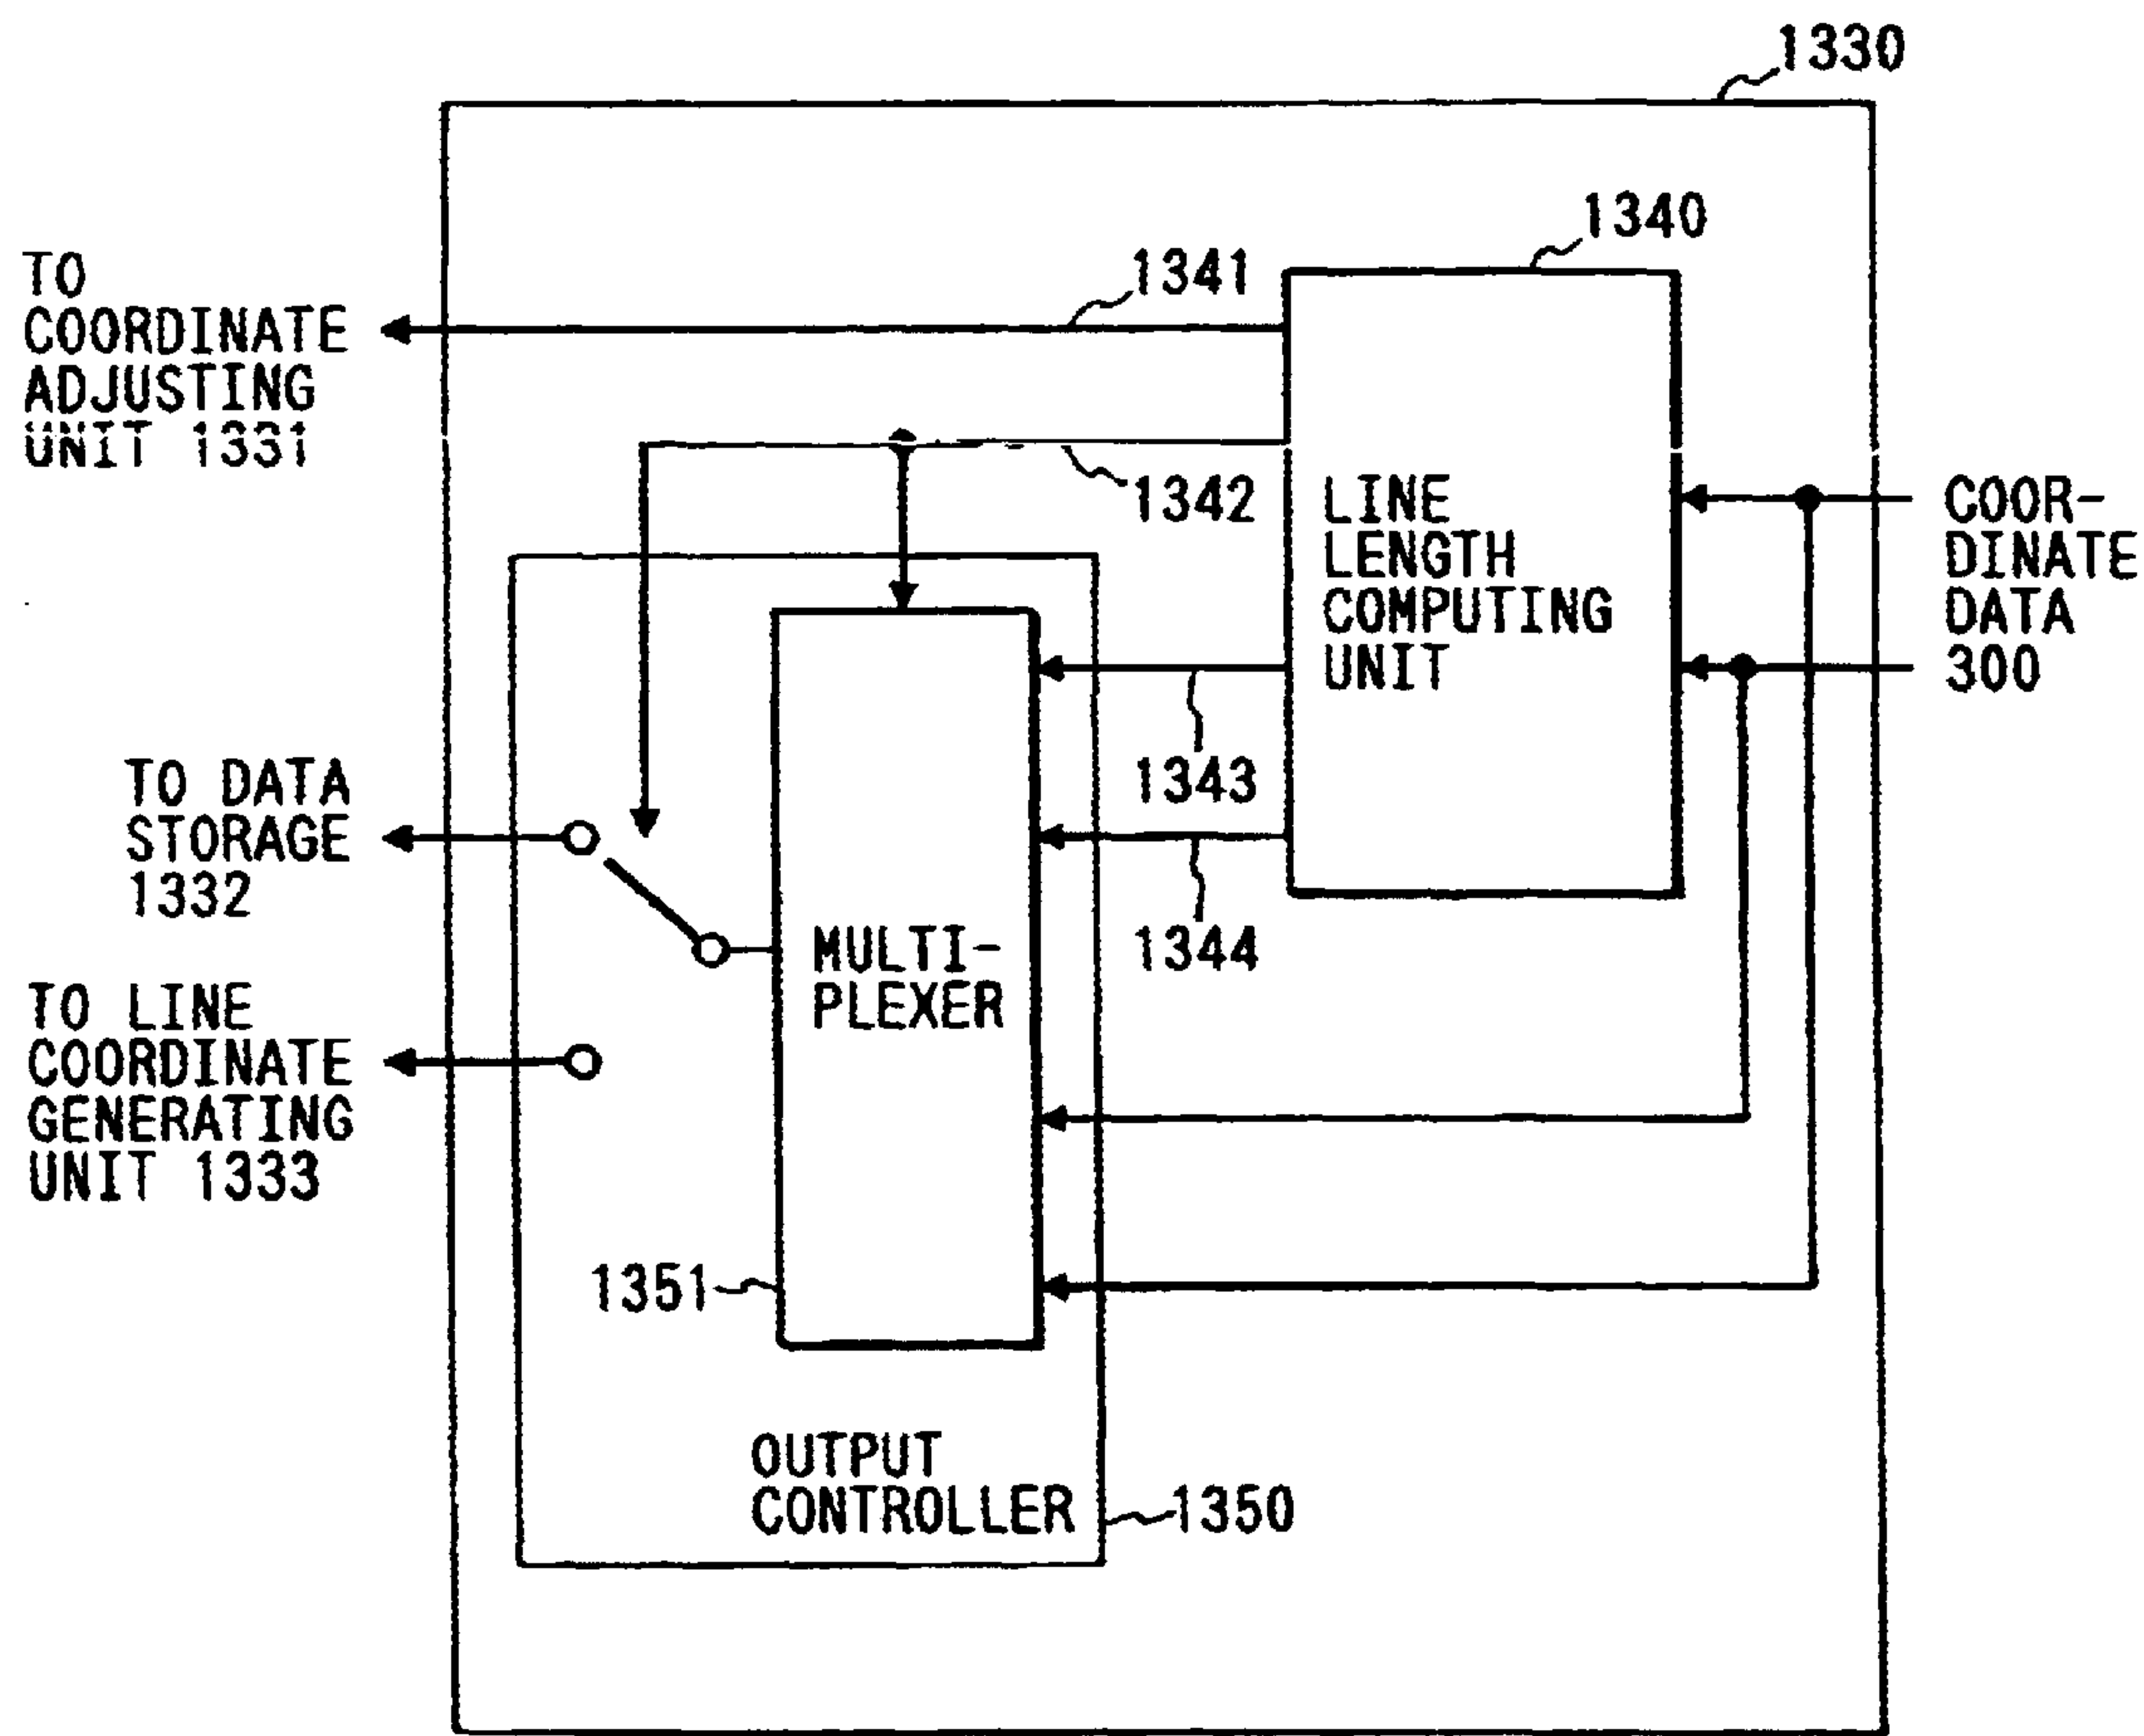 1330
1340
1341
TO
COORDINATE
ADJUSTING
UNIT 1331
1342
LINE
LENGTH
COMPUTING
UNIT
COOR-
DINATE
DATA
300
1343
TO DATA
STORAGE
1332
1344
MULTI-
PLEXER
TO LINE
COORDINATE
GENERATING
UNIT 1333
1351
OUTPUT
CONTROLLER
1350